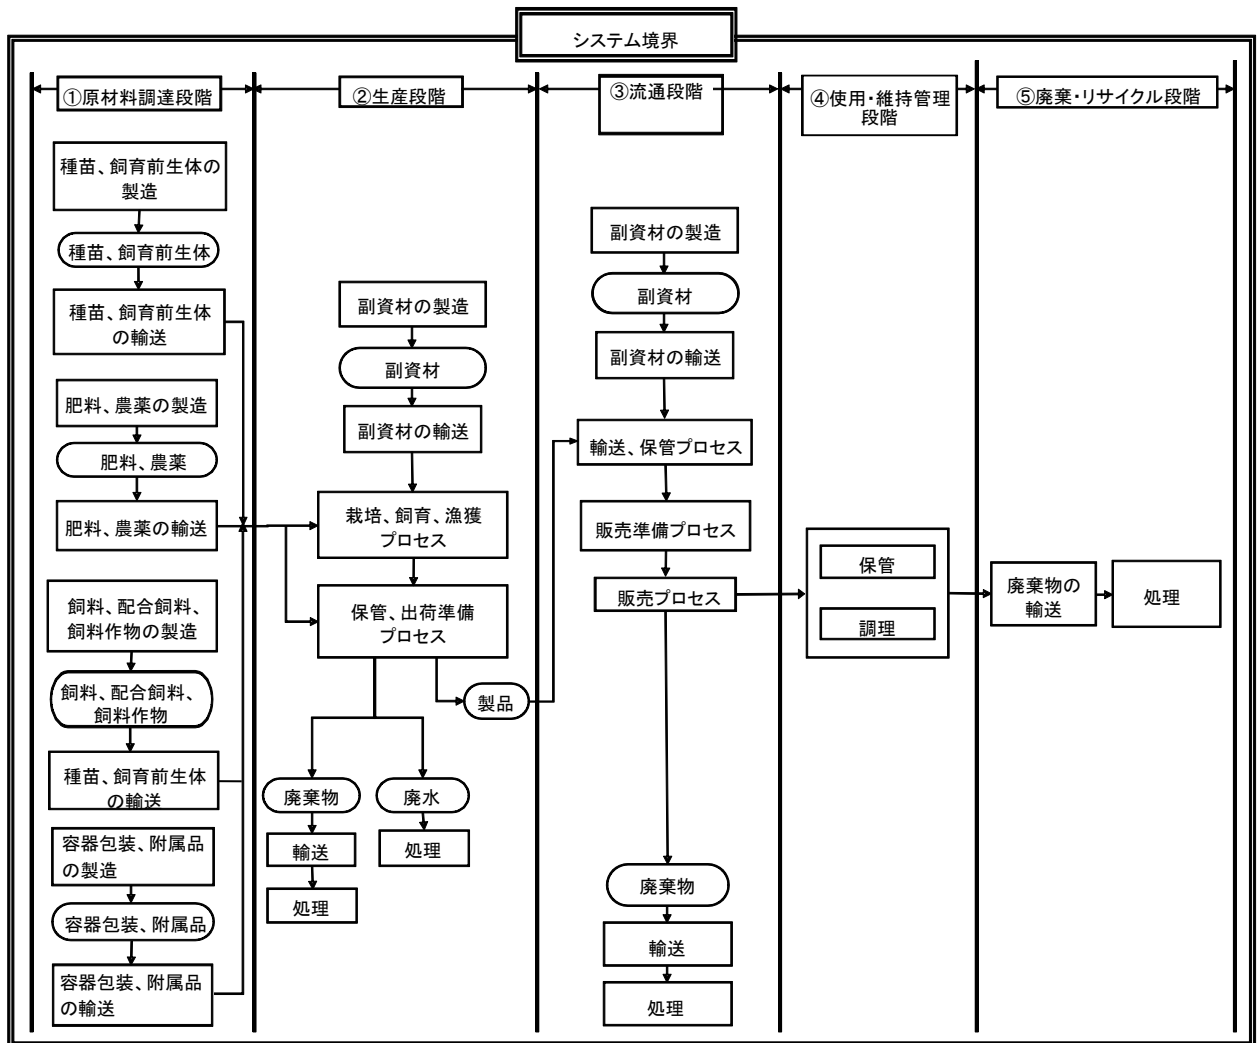 システム境界
①原材料調達段階
②生産段階
③流通段階
④使用・維持管理
段階
⑤廃棄・リサイクル段階
種苗、飼育前生体の
製造
種苗、飼育前生体
種苗、飼育前生体
の輸送
肥料、農薬の製造
肥料、農薬
肥料、農薬の輸送
飼料、配合飼料、
飼料作物の製造
飼料、配合飼料、
飼料作物
種苗、飼育前生体
の輸送
容器包装、附属品
の製造
容器包装、附属品
容器包装、附属品
の輸送
副資材の製造
副資材
副資材の輸送
栽培、飼育、漁獲
プロセス
保管、出荷準備
プロセス
製品
廃棄物
輸送
処理
廃水
処理
副資材の製造
副資材
副資材の輸送
輸送、保管プロセス
販売準備プロセス
販売プロセス
廃棄物
輸送
処理
保管
調理
廃棄物の
輸送
処理